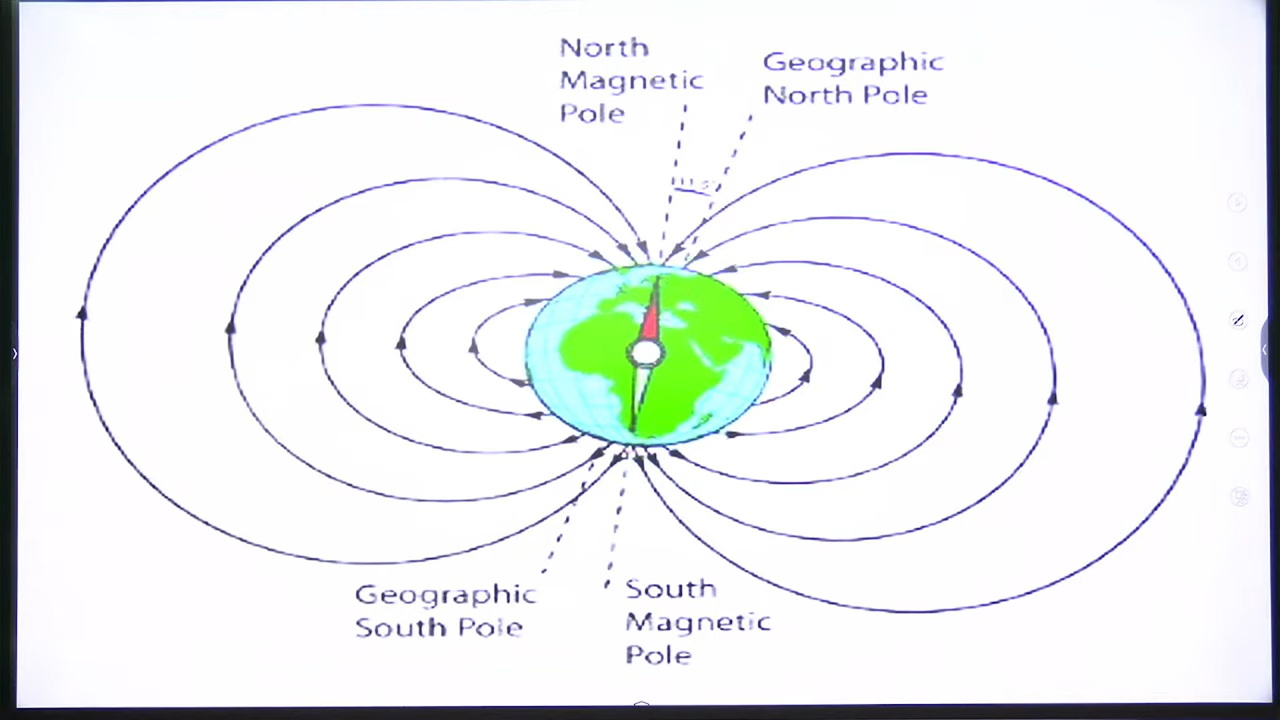 North
Magnetic
Pole
Geographic
North Pole
Geographic
South Pole
South
Magnetic
Pole